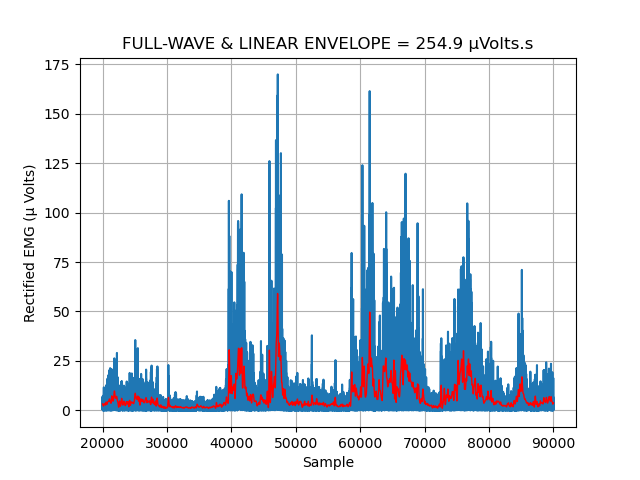 FULL-WAVE & LINEAR ENVELOPE = 254.9 μVolts.s
Rectified EMG (μ Volts)
175
150
125
100
75
50
25
0
20000 30000 40000 50000 60000 70000 80000 90000
Sample